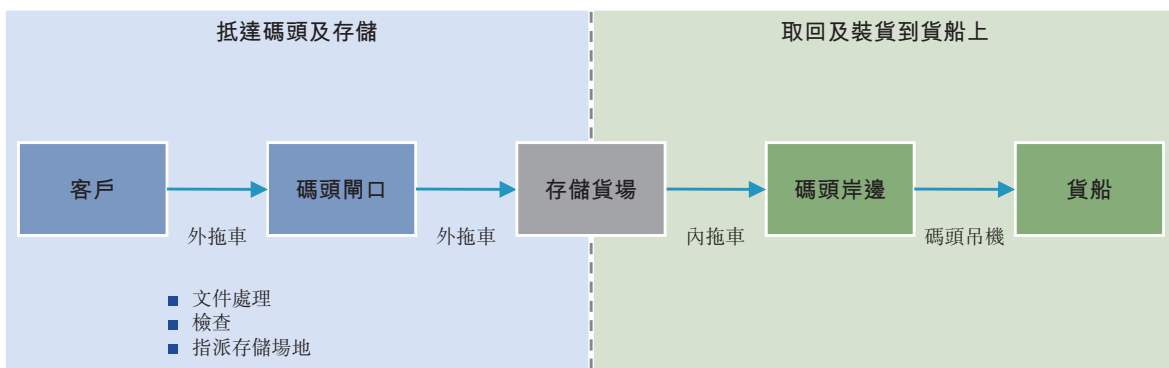 抵達碼頭及存儲
取回及裝貨到貨船上
客戶
碼頭閘口
存儲貨場
碼頭岸邊
貨船
外拖車
外拖車
內拖車
碼頭吊機
文件處理
檢查
指派存儲場地